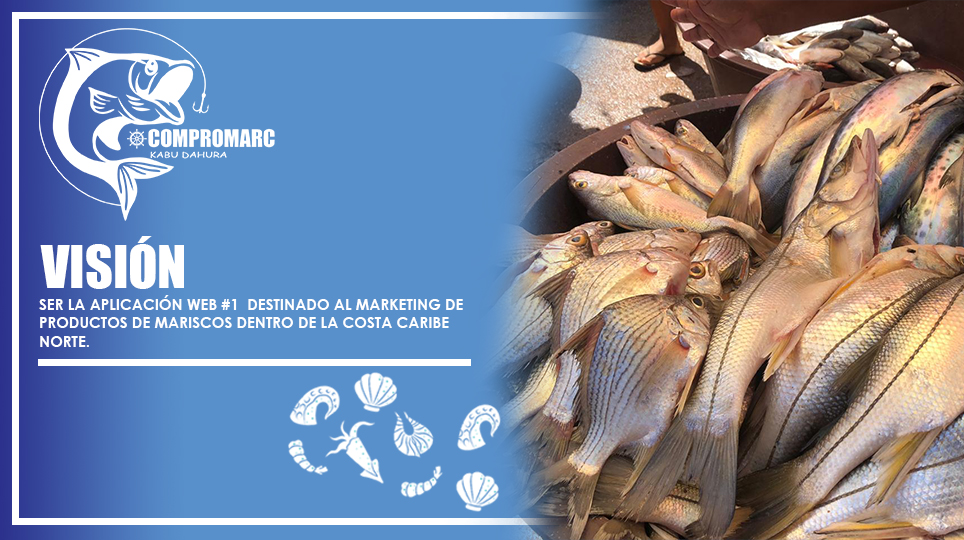 COMPROMARC
KABU DAHURA
VISIÓN
SER LA APLICACIÓN WEB #1 DESTINADO AL MARKETING DE
PRODUCTOS DE MARISCOS DENTRO DE LA COSTA CARIBE
NORTE.